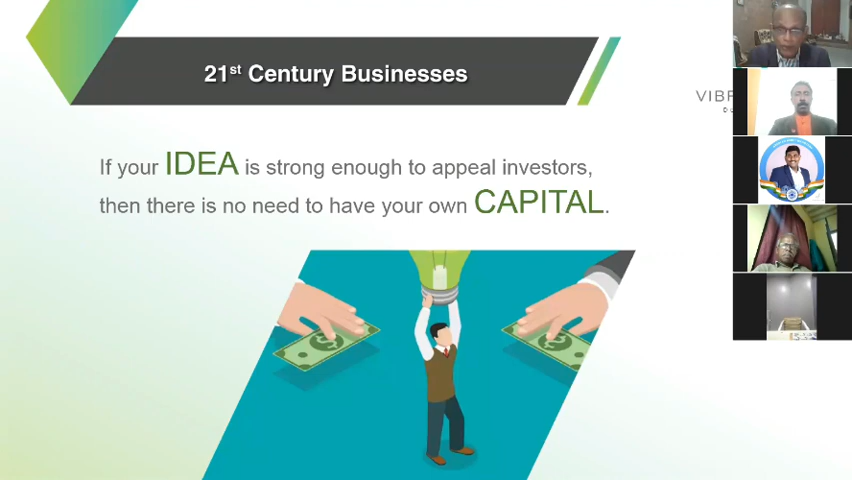 21st Century Businesses
If your IDEA is strong enough to appeal investors,
then there is no need to have your own CAPITAL.